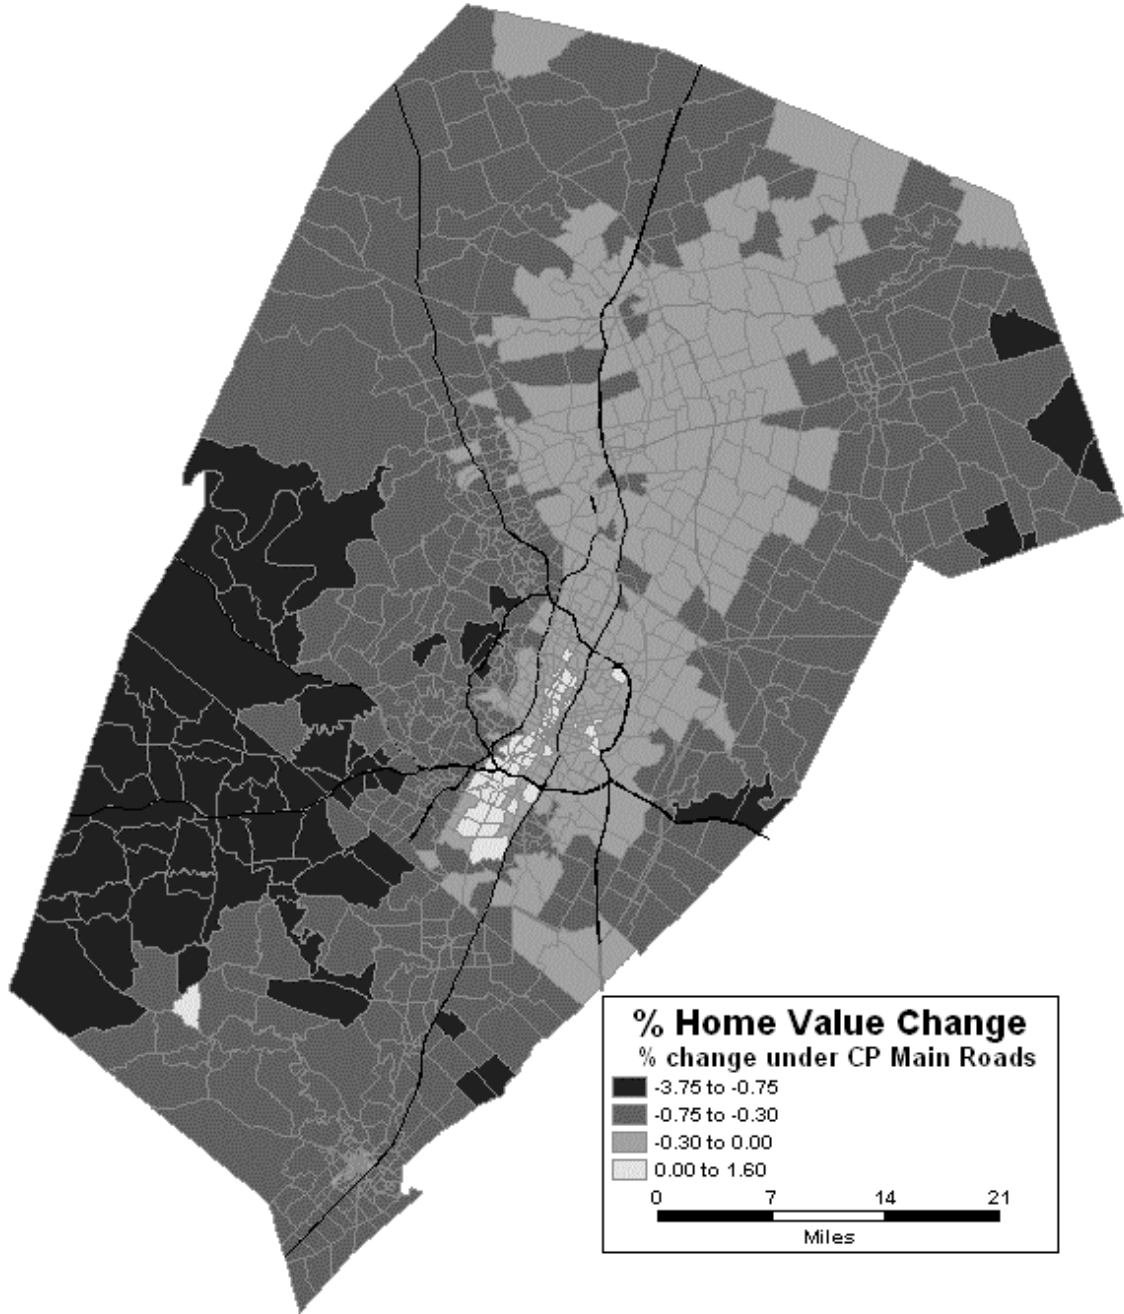 % Home Value Change
% change under CP Main Roads
-3.75 to -0.75
-0.75 to -0.30
-0.30 to 0.00
0.00 to 1.60
0 7 14 21
Miles